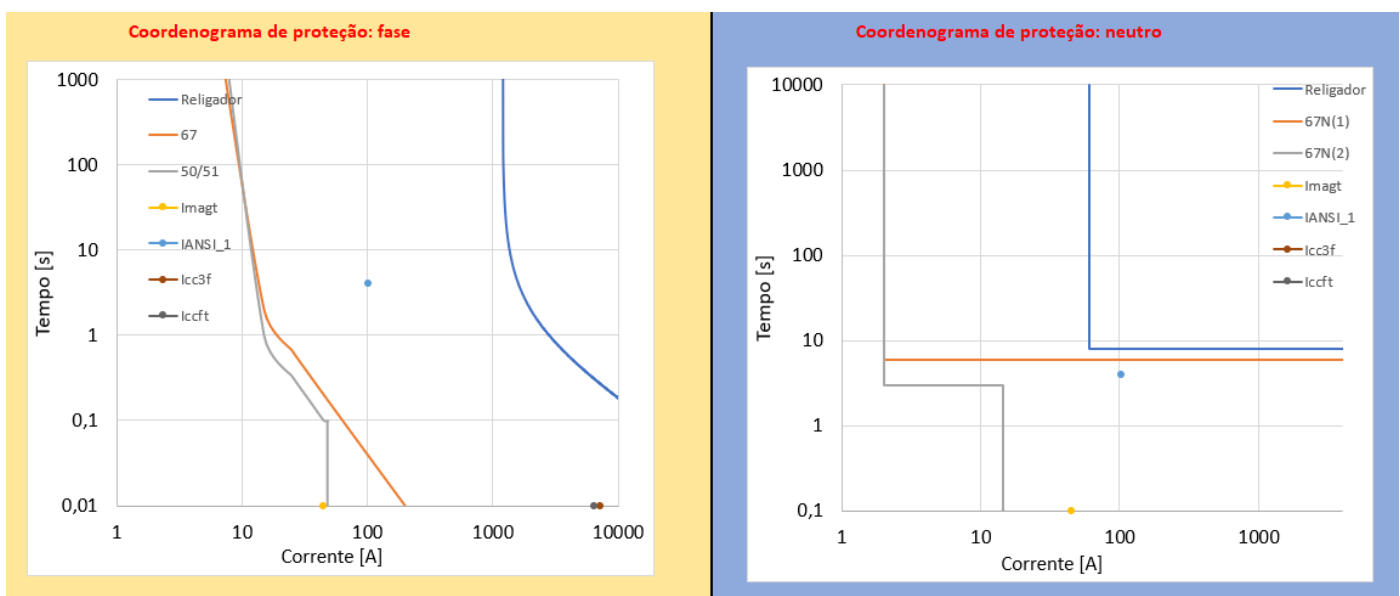 Coordenograma de proteção: fase
1000
100
10
1
0,1
0,01
Tempo [s]
Religador
67
50/51
Imagt
IANSI_1
Icc3f
Iccft
1
10
100
1000
10000
Corrente [A]
Coordenograma de proteção: neutro
10000
1000
100
10
1
0,1
Tempo [s]
Religador
67N(1)
67N(2)
Imagt
IANSI_1
Icc3f
Iccft
1
10
100
1000
Corrente [A]